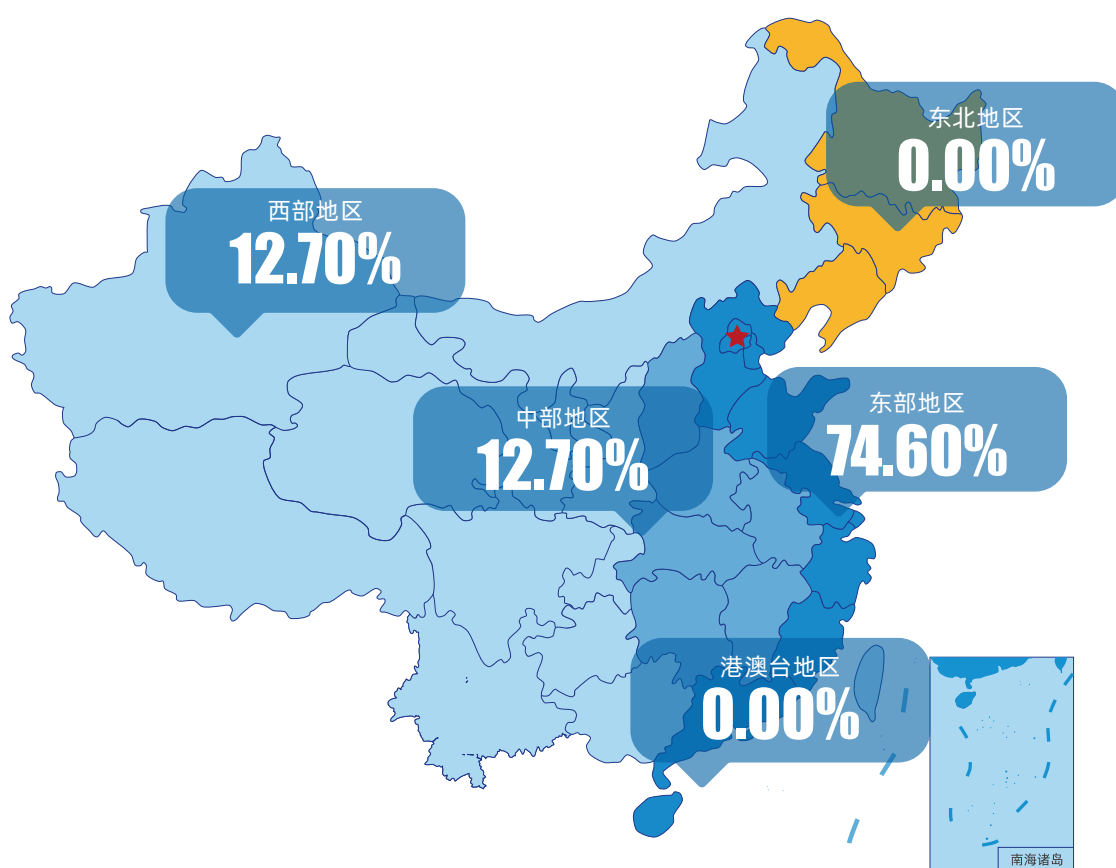 东北地区
0.00%
西部地区
12.70%
中部地区
12.70%
东部地区
74.60%
港澳台地区
0.00%
南海诸岛